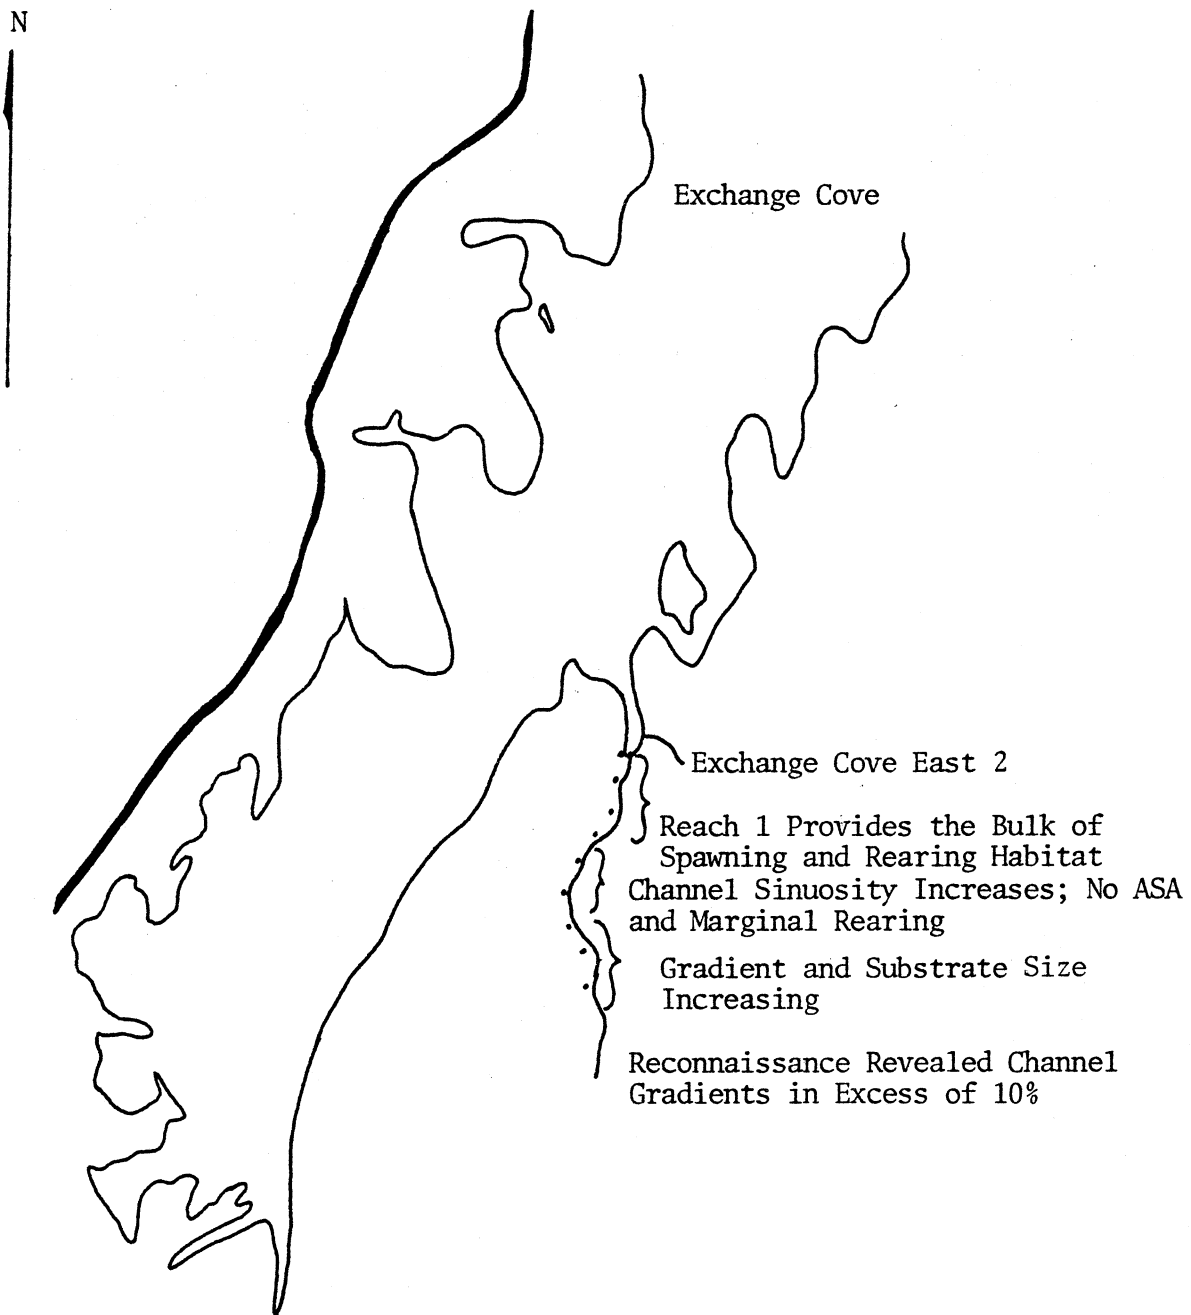 N
Exchange Cove
Exchange Cove East 2
Reach 1 Provides the Bulk of
Spawning and Rearing Habitat
Channel Sinuosity Increases; No ASA
and Marginal Rearing
Gradient and Substrate Size
Increasing
Reconnaissance Revealed Channel
Gradients in Excess of 10%